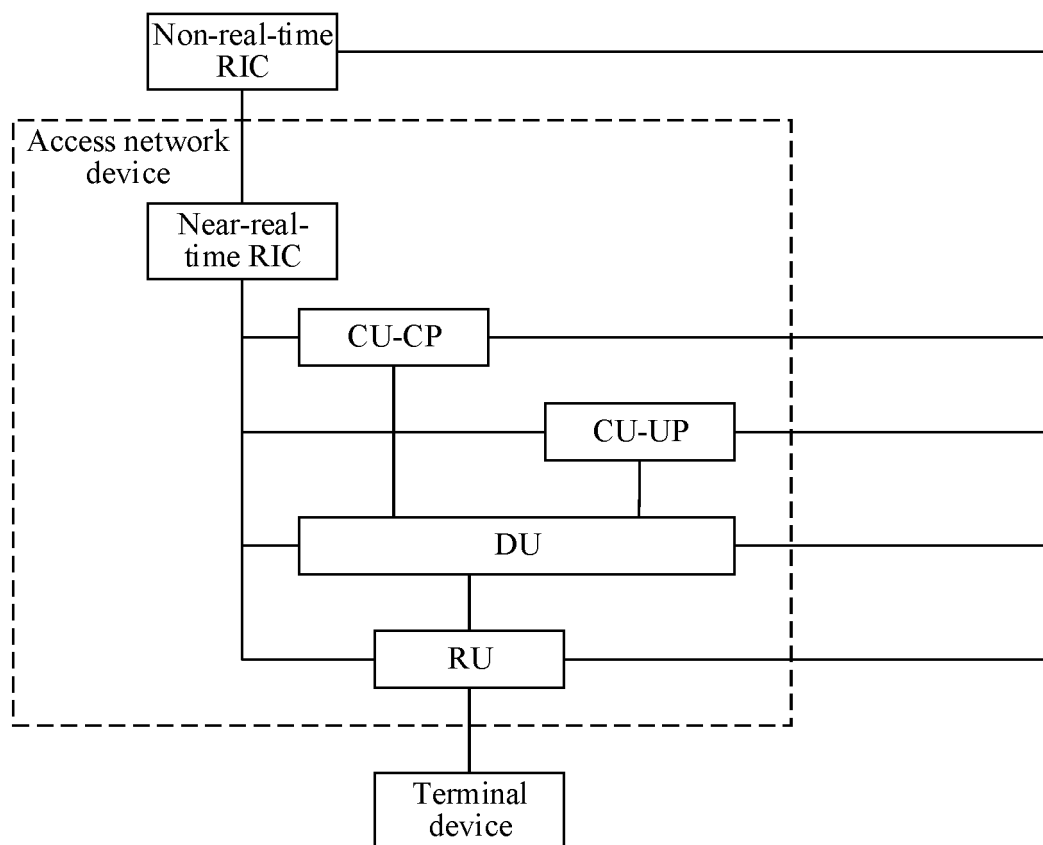 Non-real-time
RIC
Access network
device
Near-real-
time RIC
CU-CP
CU-UP
DU
RU
Terminal
device